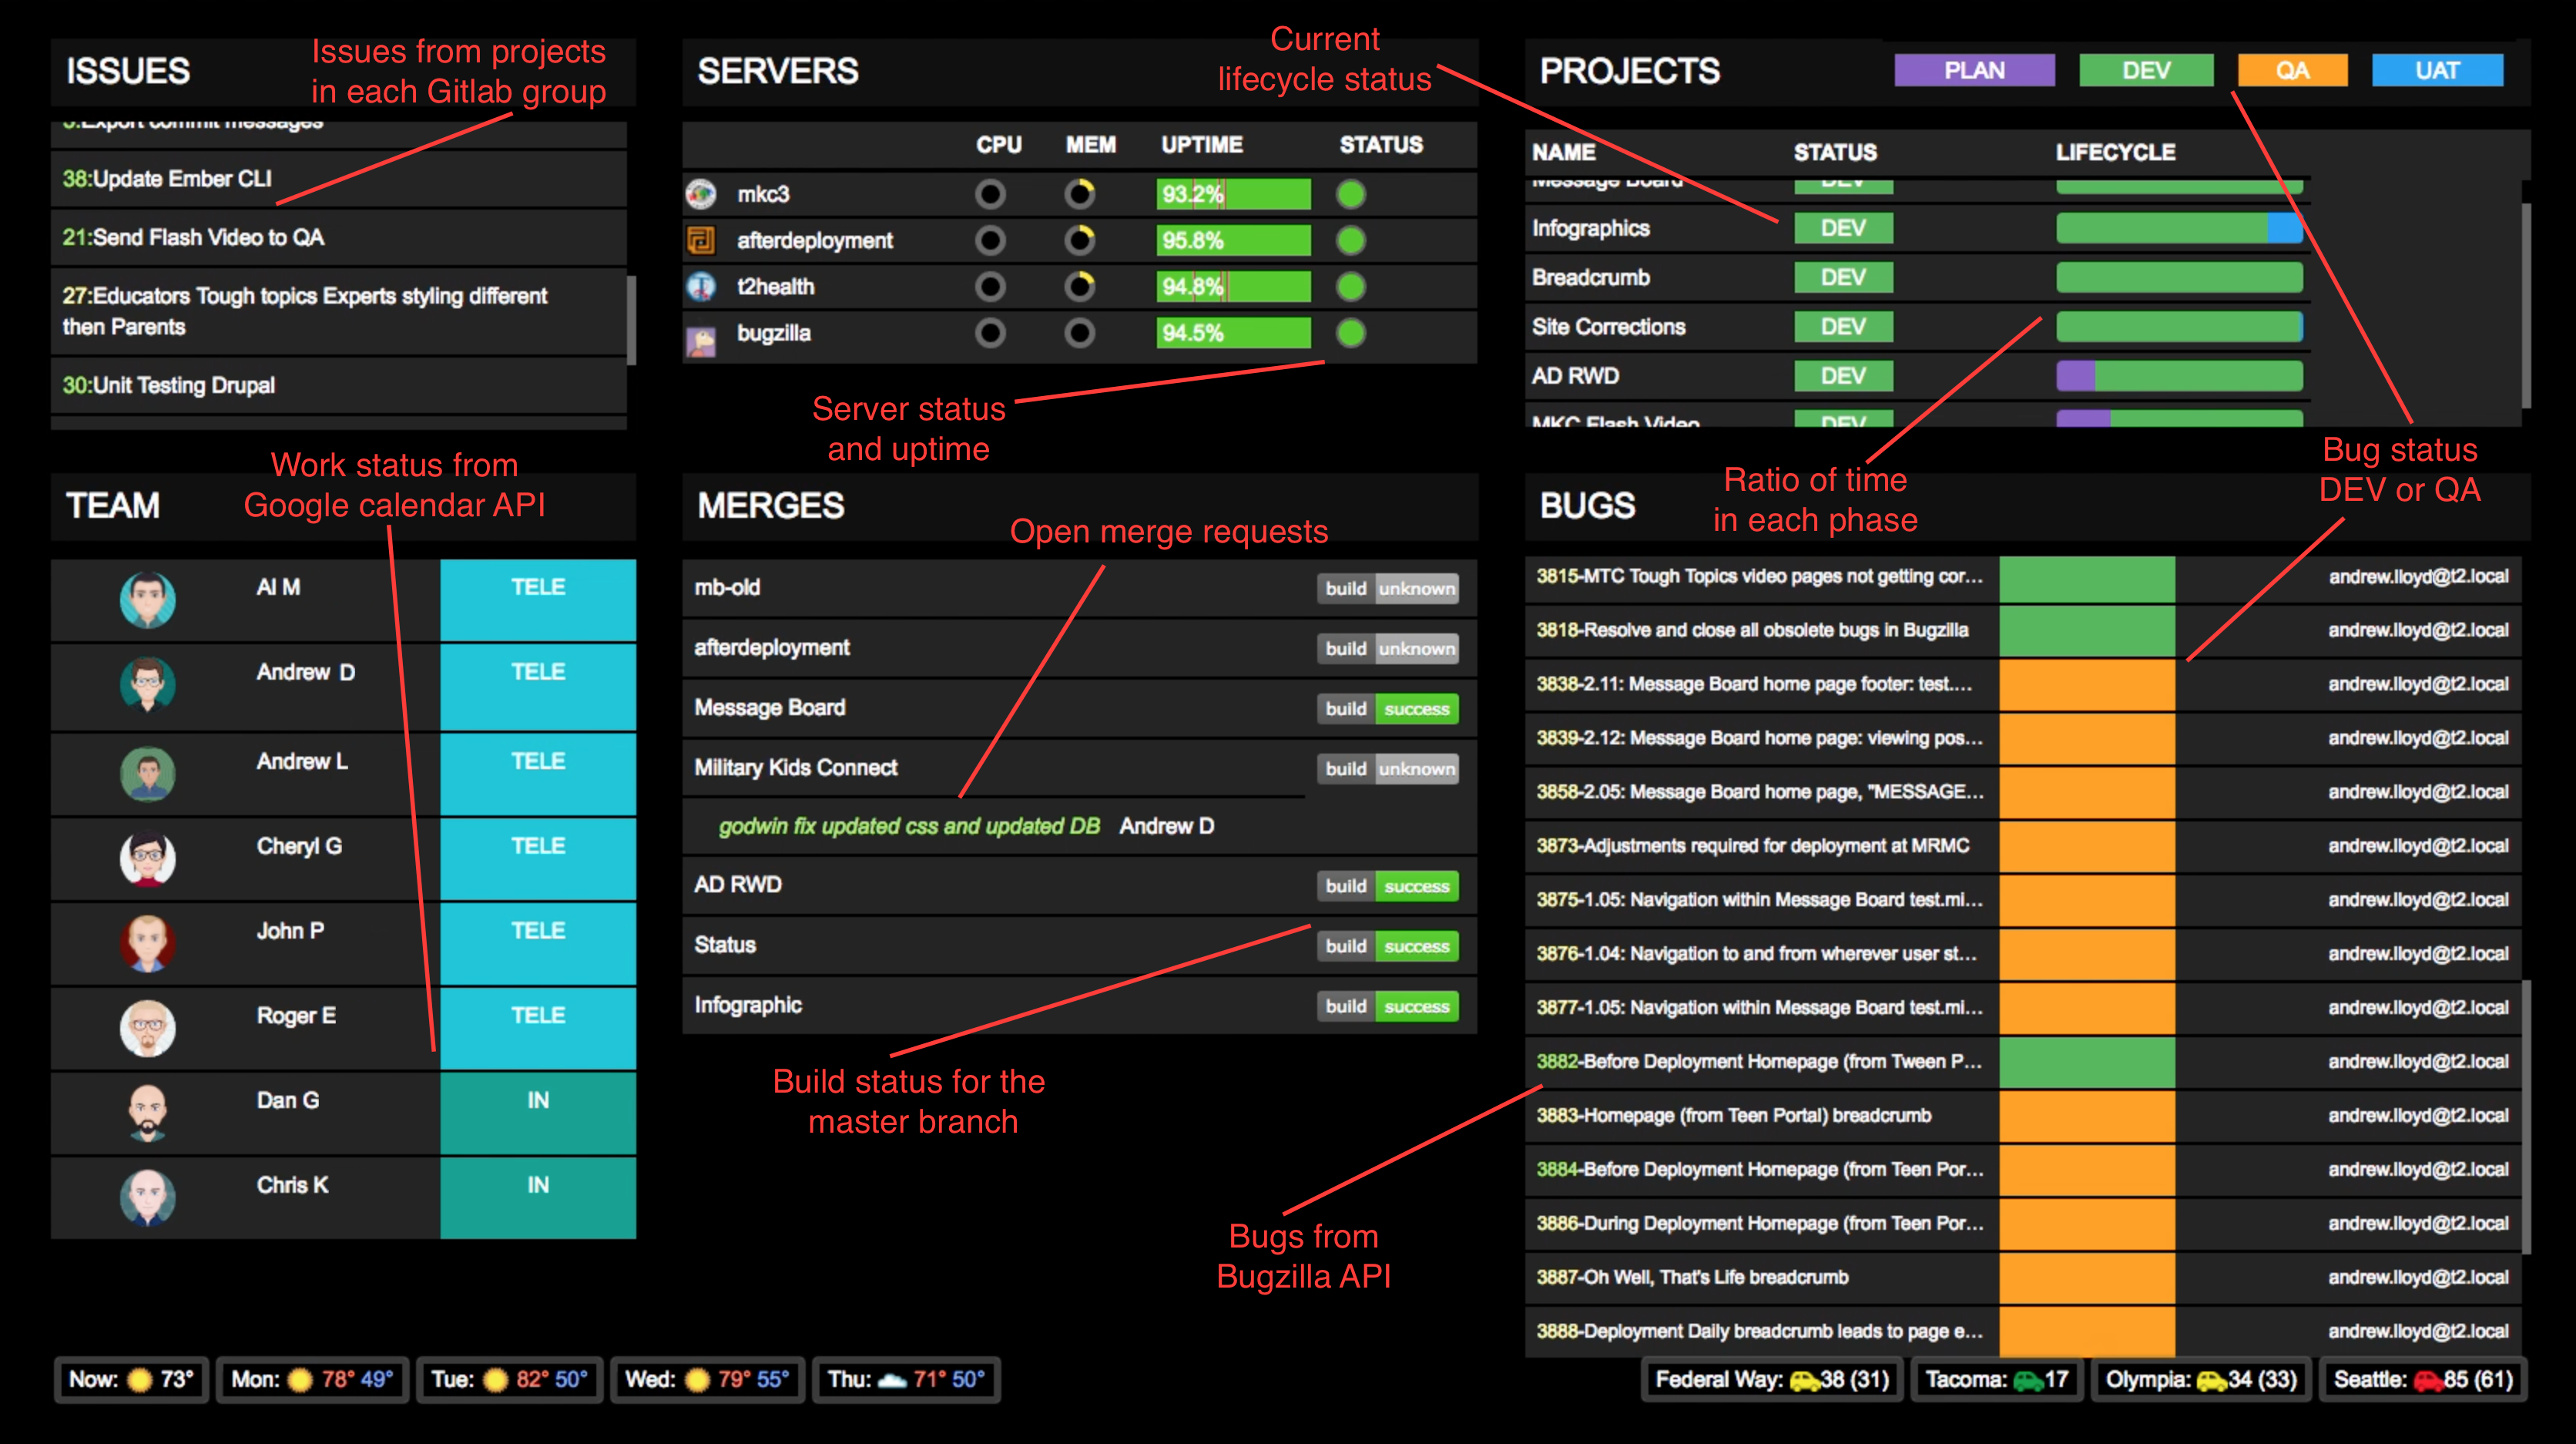 ISSUES
Issues from projects
in each Gitlab group
Export commit messages
38:Update Ember CLI
21:Send Flash Video to QA
27:Educators Tough topics Experts styling different
then Parents
30:Unit Testing Drupal
SERVERS
CPU MEM UPTIME STATUS
mkc3 93.2%
afterdeployment 95.8%
t2health 94.8%
bugzilla 94.5%
Server status
and uptime
Current
lifecycle status
PROJECTS PLAN DEV QA UAT
NAME STATUS LIFECYCLE
Message Board DEV
Infographics DEV
Breadcrumb DEV
Site Corrections DEV
AD RWD DEV
MKC Flash Video DEV
Ratio of time
in each phase
Bug status
DEV or QA
TEAM
Work status from
Google calendar API
Al M TELE
Andrew D TELE
Andrew L TELE
Cheryl G TELE
John P TELE
Roger E TELE
Dan G IN
Chris K IN
MERGES
Open merge requests
mb-old build unknown
afterdeployment build unknown
Message Board build success
Military Kids Connect build unknown
godwin fix updated css and updated DB Andrew D
AD RWD build success
Status build success
Infographic build success
Build status for the
master branch
BUGS
3815-MTC Tough Topics video pages not getting cor... andrew.lloyd@t2.local
3818-Resolve and close all obsolete bugs in Bugzilla andrew.lloyd@t2.local
3838-2.11: Message Board home page footer: test.... andrew.lloyd@t2.local
3839-2.12: Message Board home page: viewing pos... andrew.lloyd@t2.local
3858-2.05: Message Board home page, "MESSAGE... andrew.lloyd@t2.local
3873-Adjustments required for deployment at MRMC andrew.lloyd@t2.local
3875-1.05: Navigation within Message Board test.mi... andrew.lloyd@t2.local
3876-1.04: Navigation to and from wherever user st... andrew.lloyd@t2.local
3877-1.05: Navigation within Message Board test.mi... andrew.lloyd@t2.local
3882-Before Deployment Homepage (from Tween P... andrew.lloyd@t2.local
3883-Homepage (from Teen Portal) breadcrumb andrew.lloyd@t2.local
3884-Before Deployment Homepage (from Teen Por... andrew.lloyd@t2.local
3886-During Deployment Homepage (from Teen Por... andrew.lloyd@t2.local
3887-Oh Well, That's Life breadcrumb andrew.lloyd@t2.local
3888-Deployment Daily breadcrumb leads to page e... andrew.lloyd@t2.local
Bugs from
Bugzilla API
Now: 73° Mon: 78° 49° Tue: 82° 50° Wed: 79° 55° Thu: 71° 50°
Federal Way: 38 (31) Tacoma: 17 Olympia: 34 (33) Seattle: 85 (61)